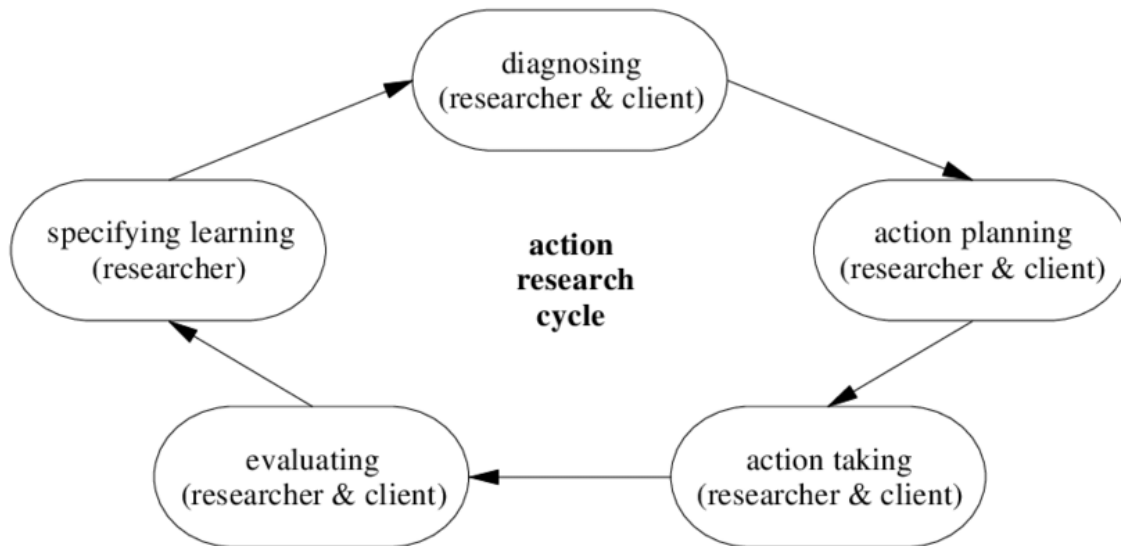 diagnosing
(researcher & client)
specifying learning
(researcher)
action
research
cycle
action planning
(researcher & client)
evaluating
(researcher & client)
action taking
(researcher & client)